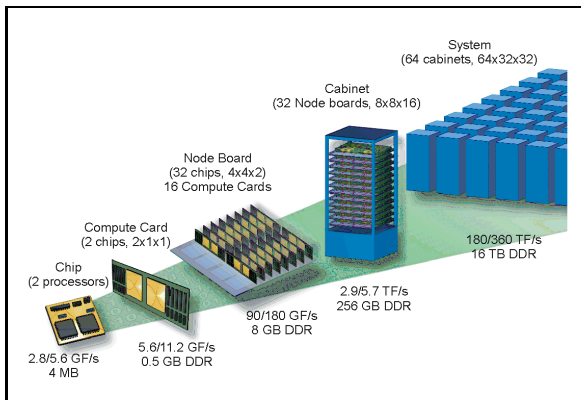 System
(64 cabinets, 64x32x32)
Cabinet
(32 Node boards, 8x8x16)
Node Board
(32 chips, 4x4x2)
16 Compute Cards
Compute Card
(2 chips, 2x1x1)
Chip
(2 processors)
2.8/5.6 GF/s
4 MB
5.6/11.2 GF/s
0.5 GB DDR
90/180 GF/s
8 GB DDR
2.9/5.7 TF/s
256 GB DDR
180/360 TF/s
16 TB DDR